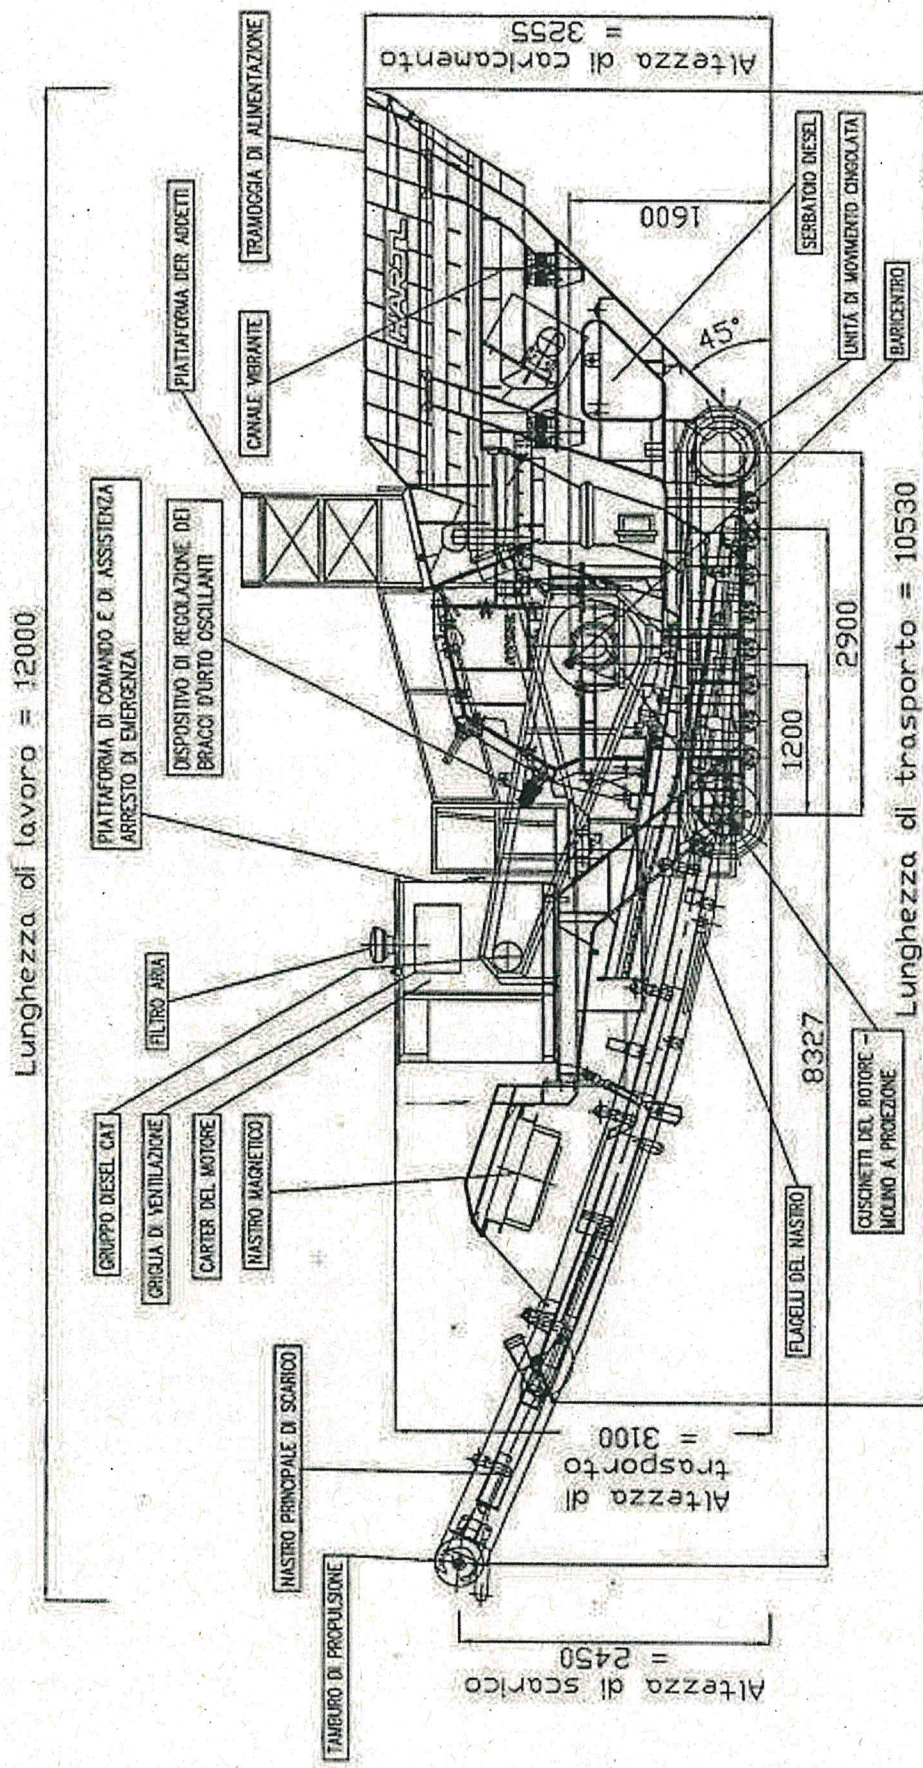 Lunghezza di lavoro = 12000
TAMBURO DI PROPULSIONE
NASTRO PRINCIPALE DI SCARICO
GRUPPO DIESEL CAT
GRIGLIA DI VENTILAZIONE
CARTER DEL MOTORE
NASTRO MAGNETICO
FILTRO ARIA
PIATTAFORMA DI COMANDO E DI ASSISTENZA
ARRESTO DI EMERGENZA
DISPOSITIVO DI REGOLAZIONE DEI
BRACCI D'URTO OSCILLANTI
PIATTAFORMA PER ADDETTI
CANALE VIBRANTE
TRAMOGGIA DI ALIMENTAZIONE
HARTL
Altezza di caricamento
= 3255
1600
45°
SERBATOIO DIESEL
UNITÀ DI MOVIMENTO CINGOLATA
BARICENTRO
Altezza di scarico
= 2450
Altezza di
trasporto
= 3100
FLAGELLI DEL NASTRO
CUSCINETTI DEL ROTORE -
MOLINO A PROIEZIONE
1200
2900
8327
Lunghezza di trasporto = 10530